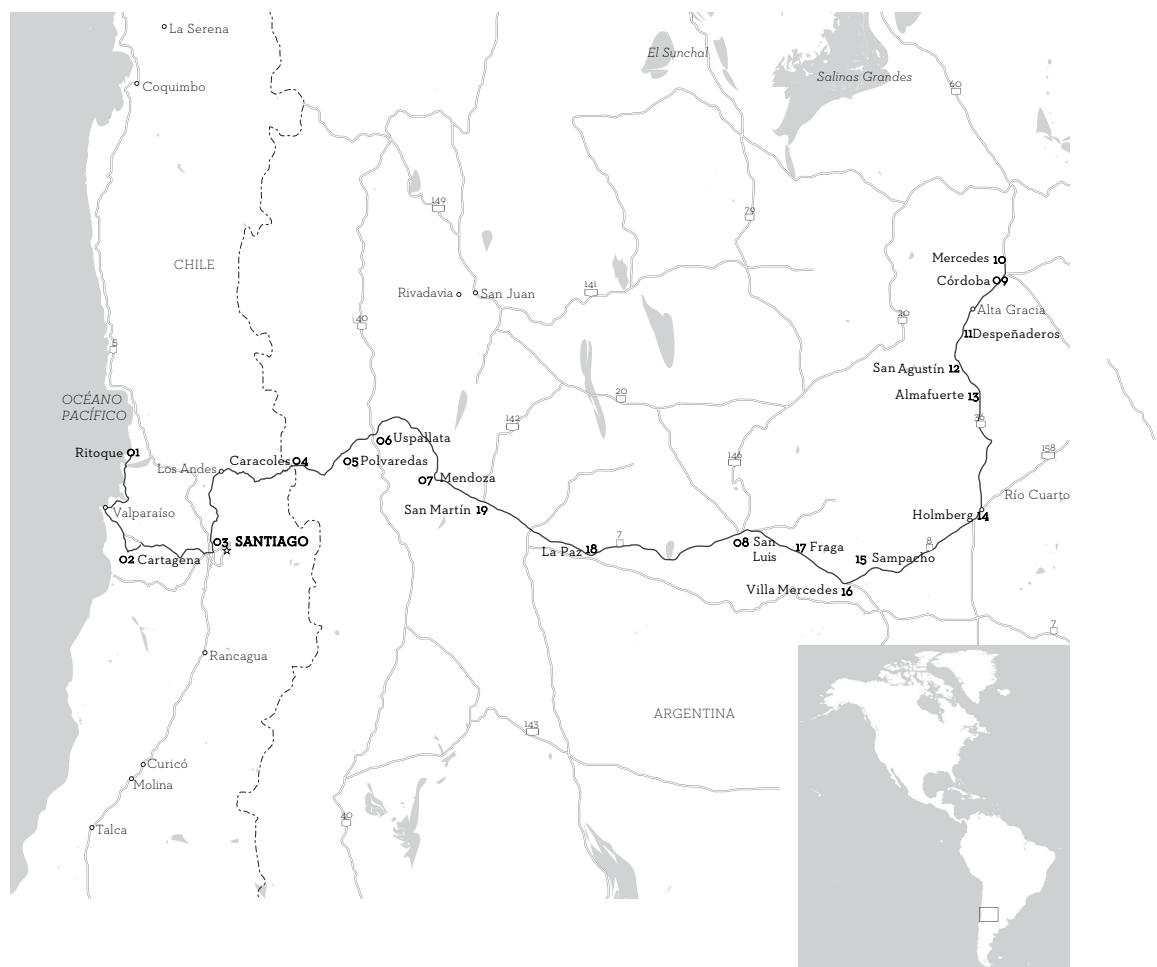 La Serena
El Sunchal
Salinas Grandes
60
Coquimbo
149
79
CHILE
Mercedes 10
Córdoba 09
Rivadavia
San Juan
141
Alta Gracia
40
20
11 Despeñaderos
5
San Agustín 12
OCÉANO
PACÍFICO
20
Almafuerte 13
142
36
06 Uspallata
Ritoque 01
146
158
Los Andes
Caracoles 04
05 Polvaredas
07 Mendoza
Río Cuarto
Valparaíso
San Martín 19
Holmberg 14
03 SANTIAGO
7
8
02 Cartagena
La Paz 18
08 San
Luis
17 Fraga
15 Sampacho
Villa Mercedes 16
7
Rancagua
ARGENTINA
143
Curicó
Molina
40
Talca